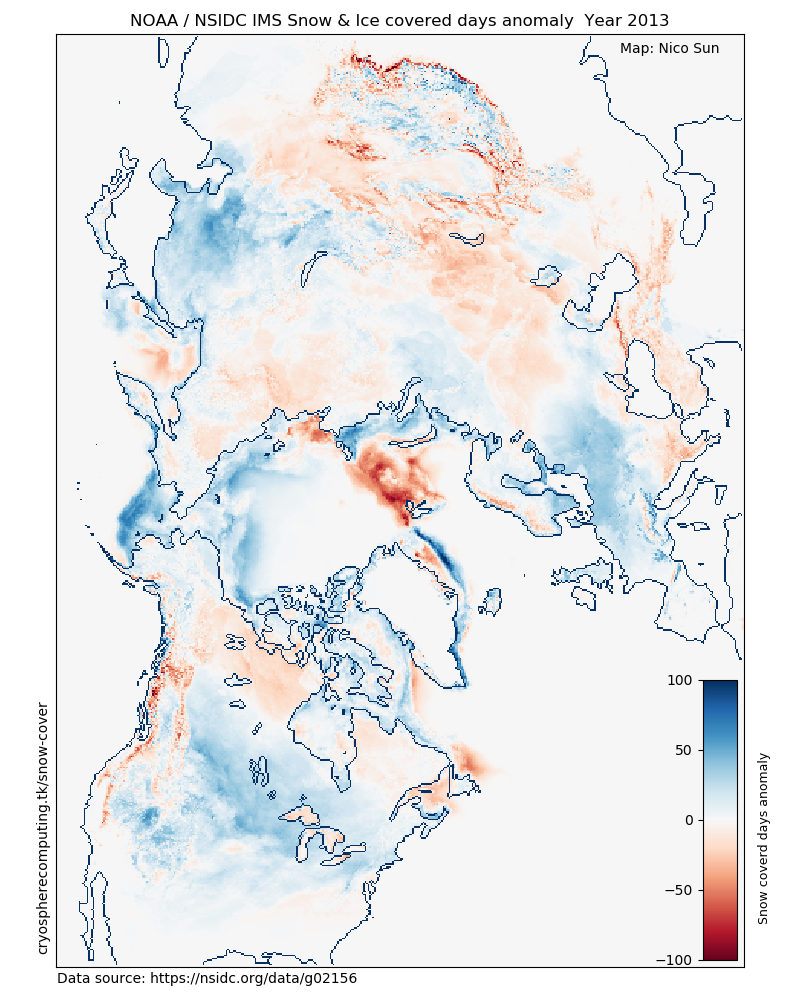 NOAA / NSIDC IMS Snow & Ice covered days anomaly  Year 2013
Map: Nico Sun
cryospherecomputing.tk/snow-cover
100
50
0
−50
−100
Snow coverd days anomaly
Data source: https://nsidc.org/data/g02156